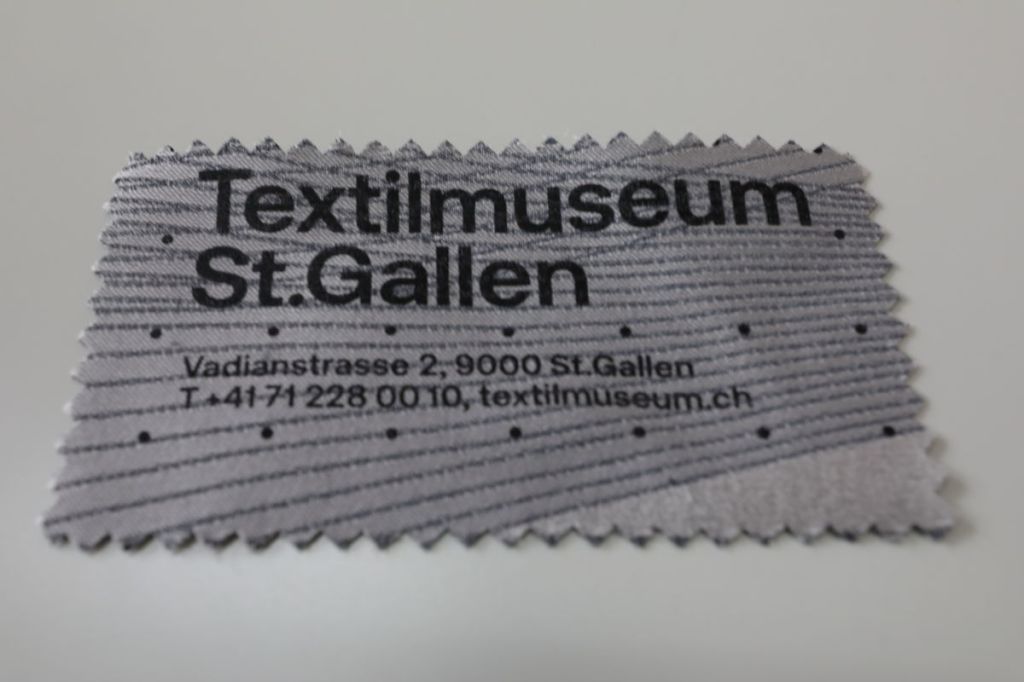 Textilmuseum
St.Gallen
Vadianstrasse 2, 9000 St.Gallen
T +41 71 228 00 10, textilmuseum.ch